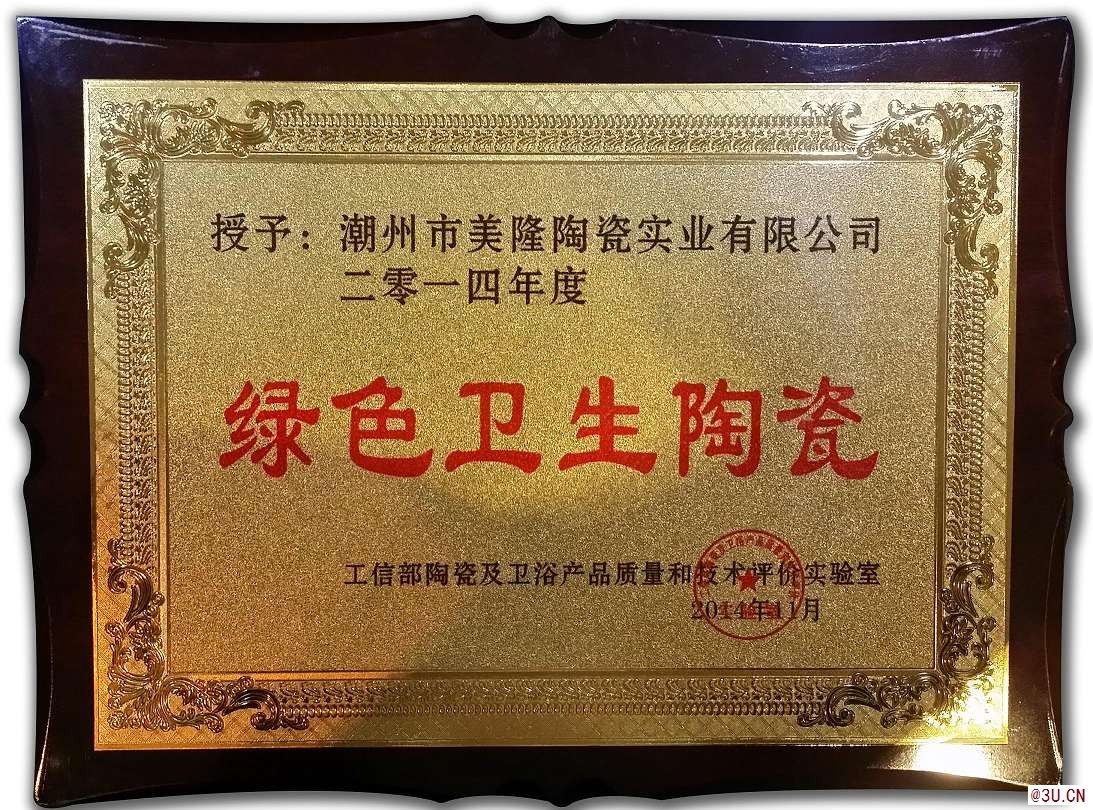 授予：潮州市美隆陶瓷实业有限公司
二零一四年度
绿色卫生陶瓷
工信部陶瓷及卫浴产品质量和技术评价实验室
2014年11月
@3U.CN